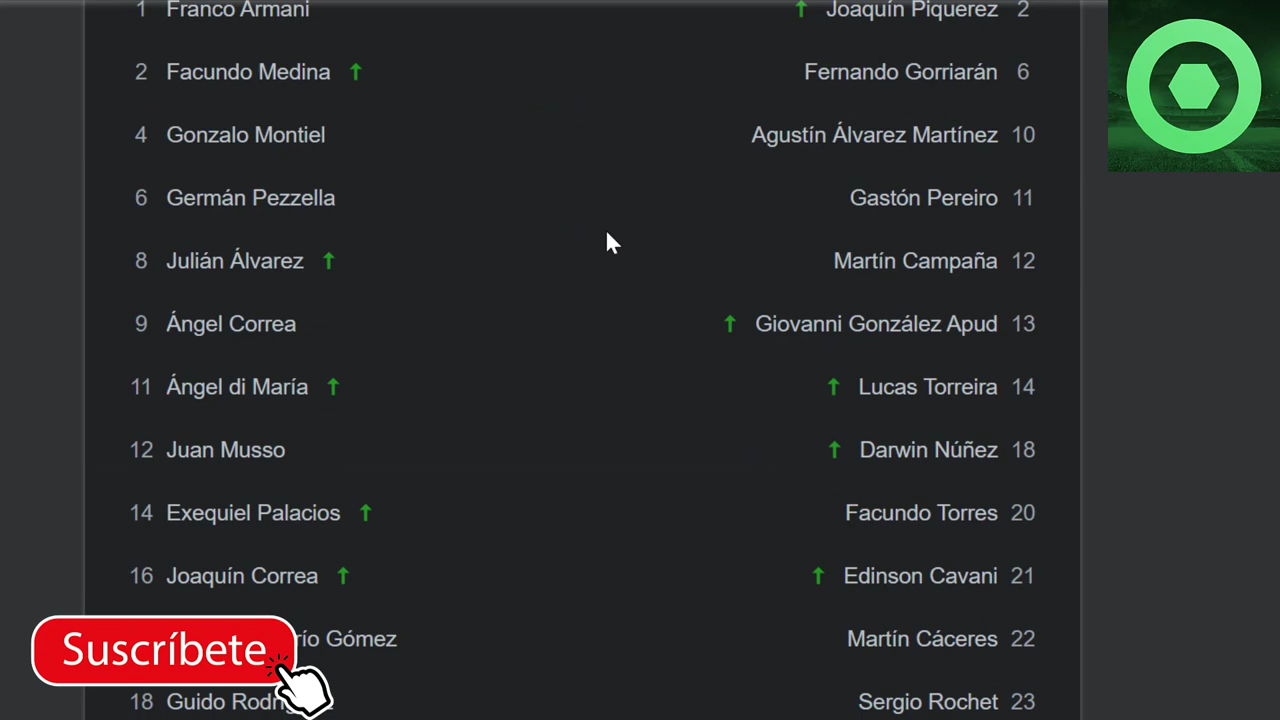 1 Franco Armani Joaquín Piquerez 2
2 Facundo Medina Fernando Gorriarán 6
4 Gonzalo Montiel Agustín Álvarez Martínez 10
6 Germán Pezzella Gastón Pereiro 11
8 Julián Álvarez Martín Campaña 12
9 Ángel Correa Giovanni González Apud 13
11 Ángel di María Lucas Torreira 14
12 Juan Musso Darwin Núñez 18
14 Exequiel Palacios Facundo Torres 20
16 Joaquín Correa Edinson Cavani 21
Gómez Martín Cáceres 22
Suscríbete
18 Guido Sergio Rochet 23